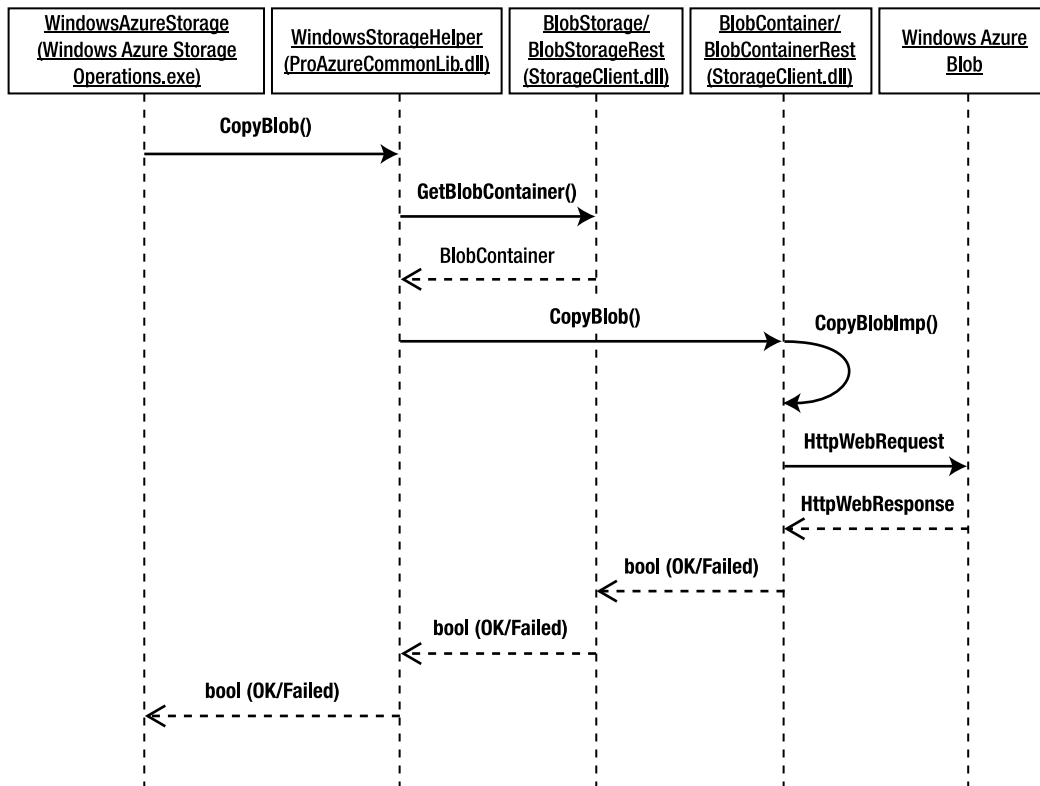 WindowsAzureStorage
(Windows Azure Storage
Operations.exe)
WindowsStorageHelper
(ProAzureCommonLib.dll)
BlobStorage/
BlobStorageRest
(StorageClient.dll)
BlobContainer/
BlobContainerRest
(StorageClient.dll)
Windows Azure
Blob
CopyBlob()
GetBlobContainer()
BlobContainer
CopyBlob()
CopyBlobImp()
HttpWebRequest
HttpWebResponse
bool (OK/Failed)
bool (OK/Failed)
bool (OK/Failed)